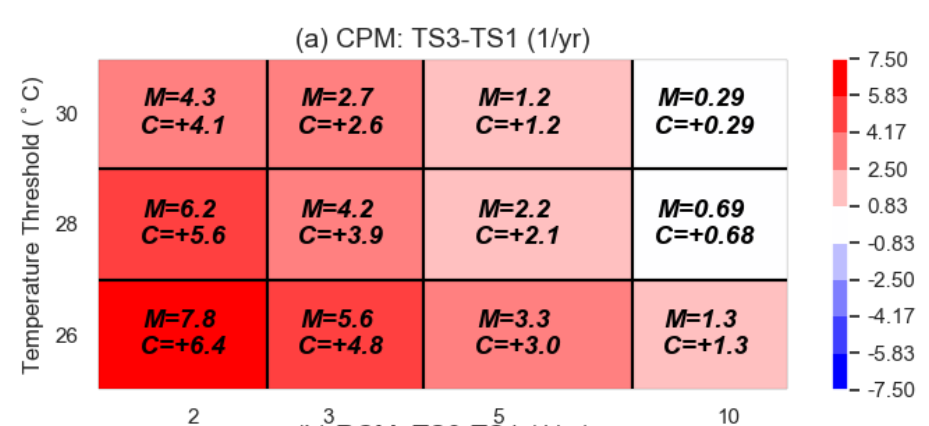 (a) CPM: TS3-TS1 (1/yr)
Temperature Threshold (°C)
30
M=4.3
C=+4.1
M=2.7
C=+2.6
M=1.2
C=+1.2
M=0.29
C=+0.29
28
M=6.2
C=+5.6
M=4.2
C=+3.9
M=2.2
C=+2.1
M=0.69
C=+0.68
26
M=7.8
C=+6.4
M=5.6
C=+4.8
M=3.3
C=+3.0
M=1.3
C=+1.3
2
3
5
10
7.50
5.83
4.17
2.50
0.83
-0.83
-2.50
-4.17
-5.83
-7.50